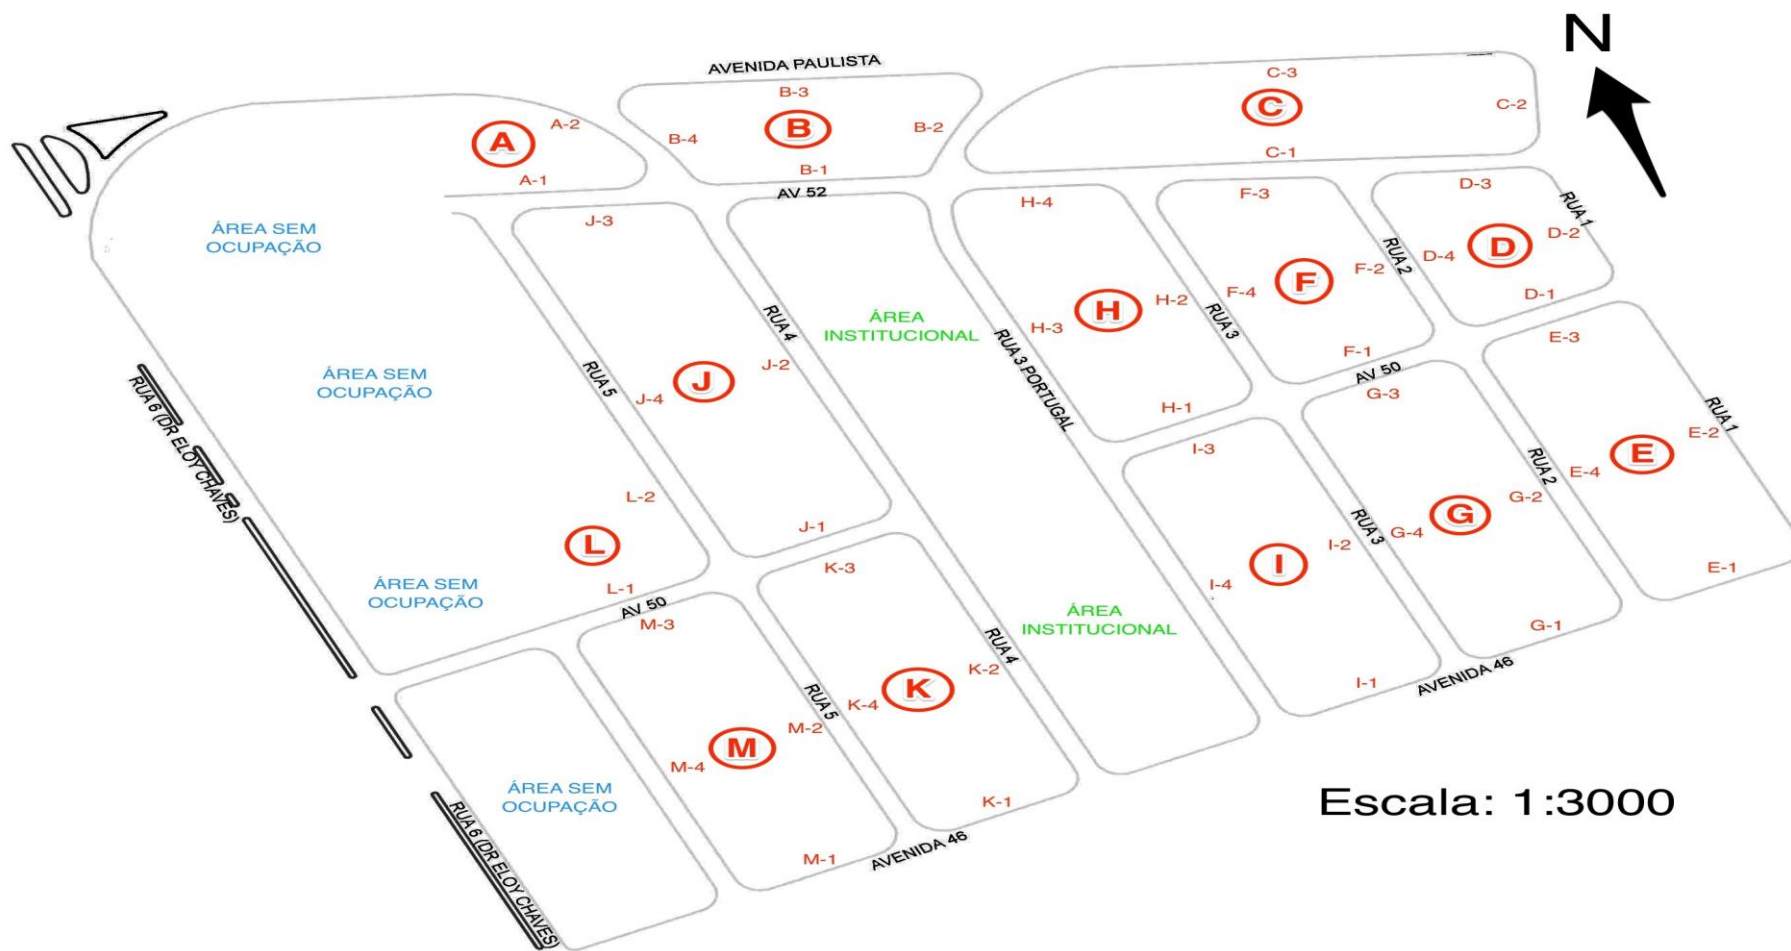 N
AVENIDA PAULISTA
A
A-2
A-1
B-3
B-4
B
B-2
B-1
C-3
C
C-2
C-1
AV 52
ÁREA SEM
OCUPAÇÃO
J-3
H-4
F-3
D-3
RUA 1
D-2
D
D-4
D-1
RUA 2
F-2
F
F-4
F-1
RUA 3
H-2
H
H-3
H-1
RUA 3 PORTUGAL
ÁREA
INSTITUCIONAL
RUA 4
J-2
J
J-4
J-1
RUA 5
ÁREA SEM
OCUPAÇÃO
RUA 6 (DR ELOY CHAVES)
AV 50
E-3
RUA 1
E-2
E
E-4
E-1
RUA 2
G-3
G-2
G
G-4
G-1
RUA 3
I-3
I-2
I
I-4
I-1
AVENIDA 46
L-2
L
L-1
ÁREA SEM
OCUPAÇÃO
AV 50
M-3
K-3
ÁREA
INSTITUCIONAL
RUA 4
K-2
K
K-4
K-1
RUA 5
M-2
M
M-4
M-1
AVENIDA 46
ÁREA SEM
OCUPAÇÃO
RUA 6 (DR ELOY CHAVES)
Escala: 1:3000